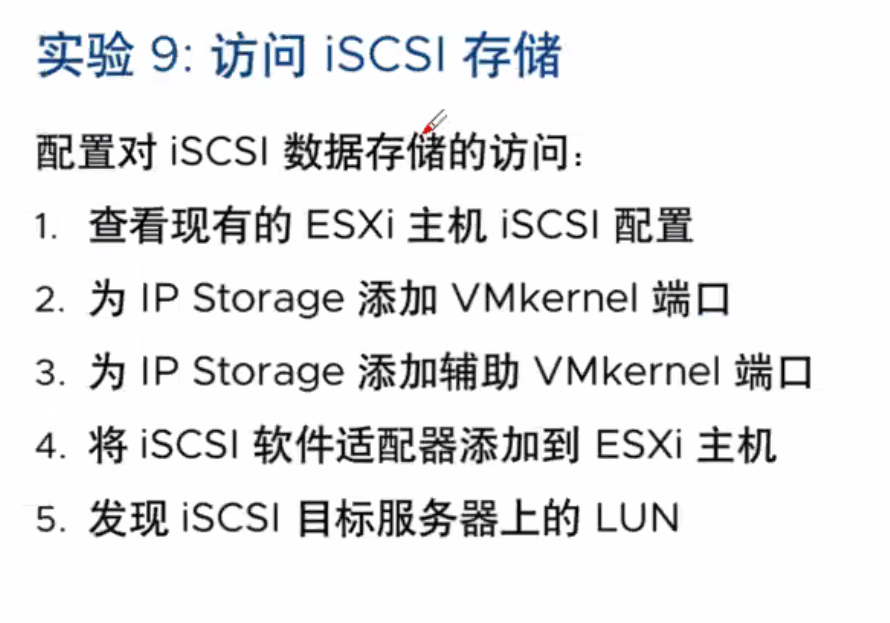 实验 9: 访问 iSCSI 存储
配置对 iSCSI 数据存储的访问：
1. 查看现有的 ESXi 主机 iSCSI 配置
2. 为 IP Storage 添加 VMkernel 端口
3. 为 IP Storage 添加辅助 VMkernel 端口
4. 将 iSCSI 软件适配器添加到 ESXi 主机
5. 发现 iSCSI 目标服务器上的 LUN